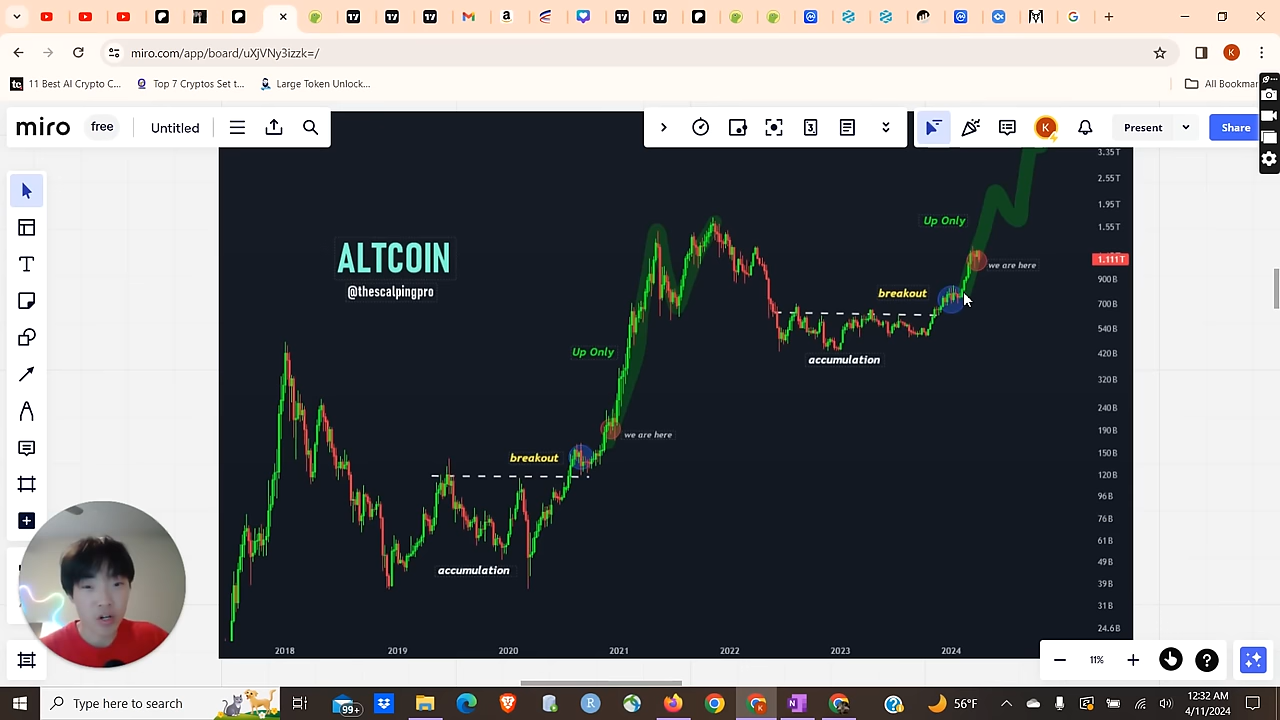 miro.com/app/board/uXjVNy3izzk=/
11 Best AI Crypto C...
Top 7 Cryptos Set t...
Large Token Unlock...
All Bookmar
miro
free
Untitled
Present
Share
3.35T
2.55T
1.95T
1.55T
1.111T
900B
700B
540B
420B
320B
240B
190B
150B
120B
96B
76B
61B
49B
39B
31B
24.6B
ALTCOIN
@thescalpingpro
Up Only
we are here
breakout
accumulation
Up Only
we are here
breakout
accumulation
2018
2019
2020
2021
2022
2023
2024
11%
Type here to search
99+
56°F
12:32 AM
4/11/2024